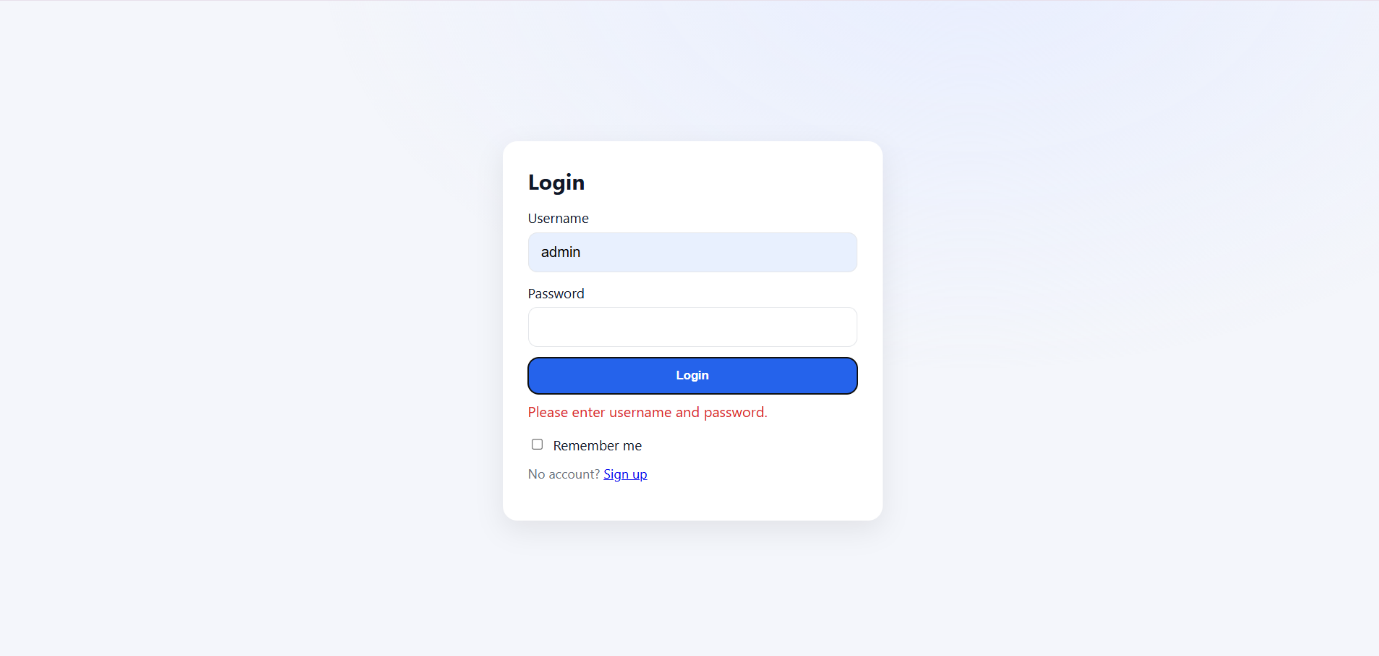 Login
Username
admin
Password
Login
Please enter username and password.
Remember me
No account? Sign up